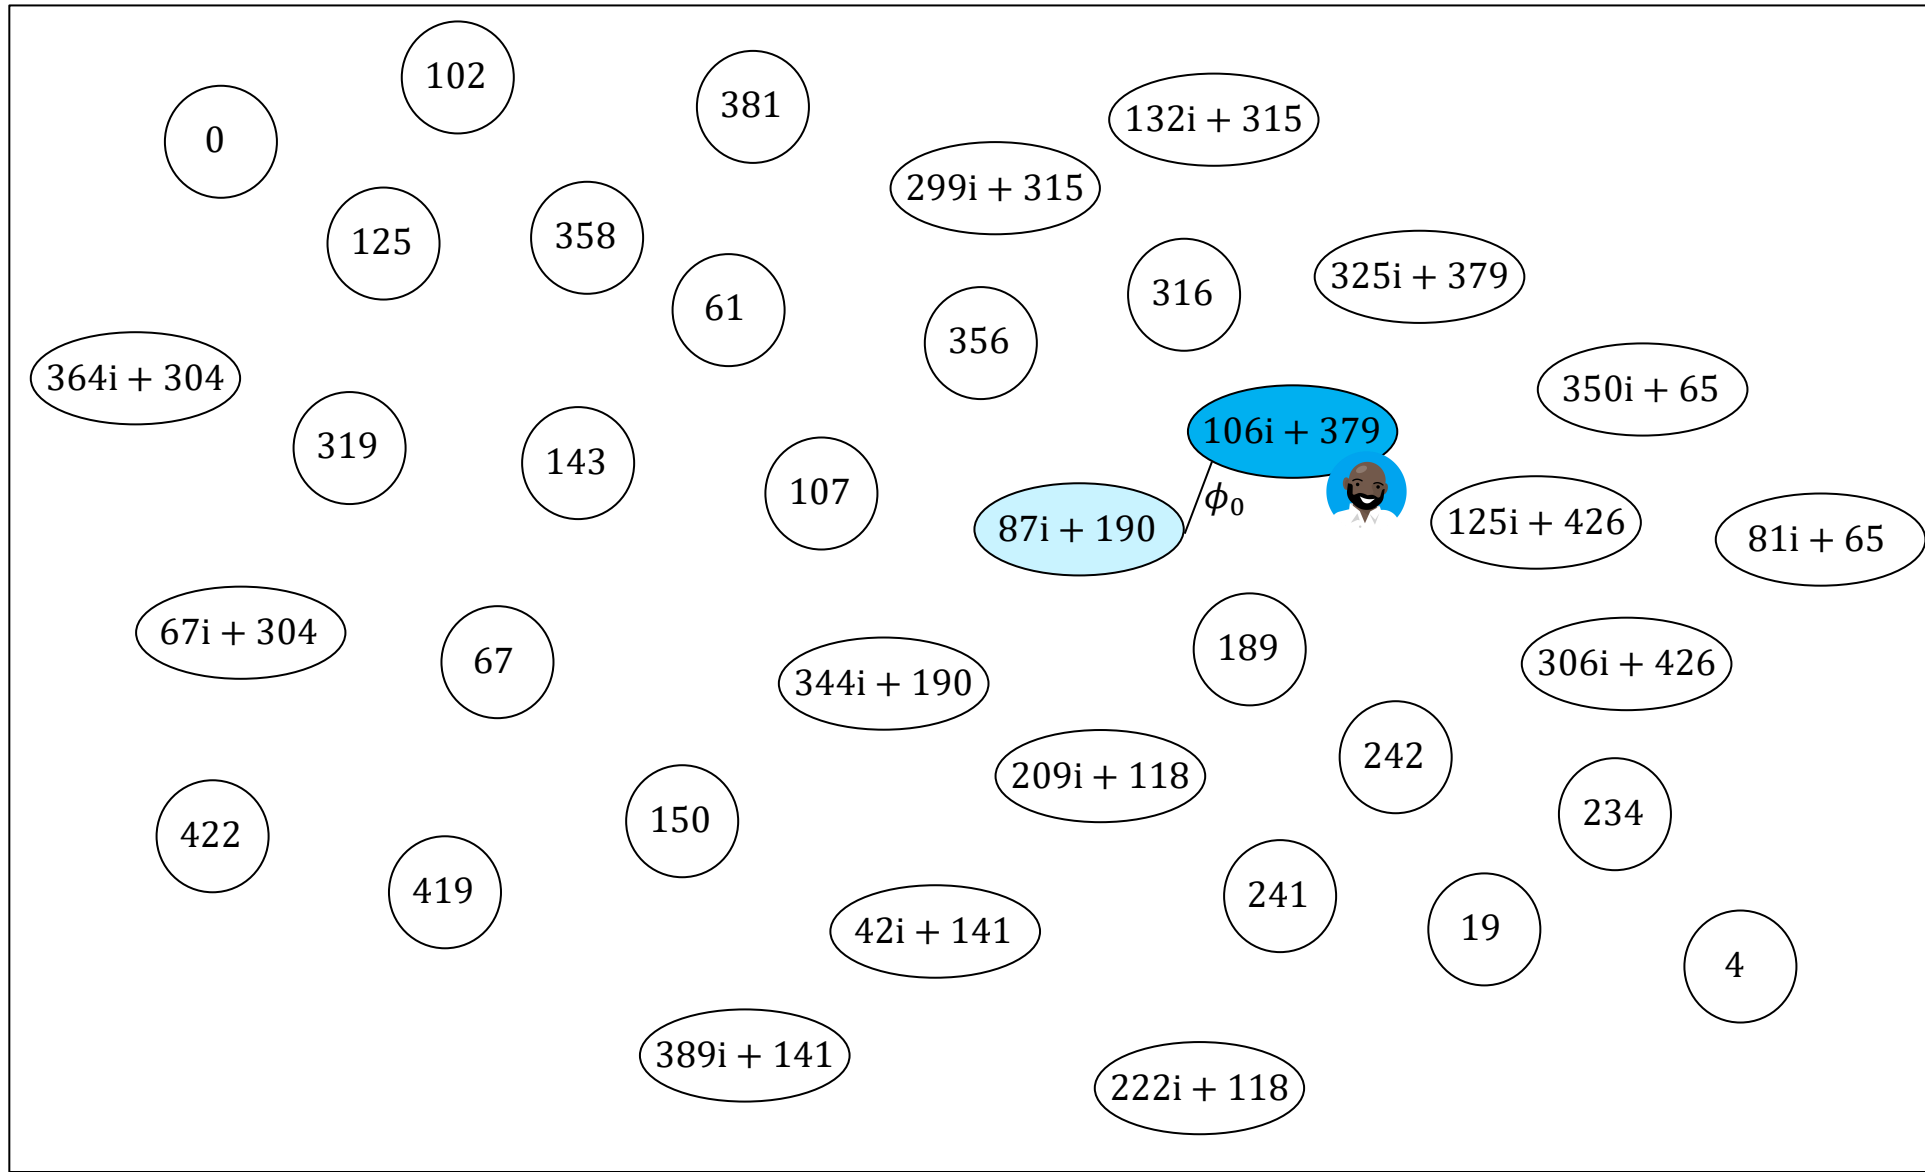 102
381
132i + 315
0
299i + 315
125
358
325i + 379
61
316
356
364i + 304
350i + 65
106i + 379
319
143
107
ϕ₀
87i + 190
125i + 426
81i + 65
67i + 304
67
189
344i + 190
306i + 426
209i + 118
242
422
150
234
419
241
42i + 141
19
4
389i + 141
222i + 118